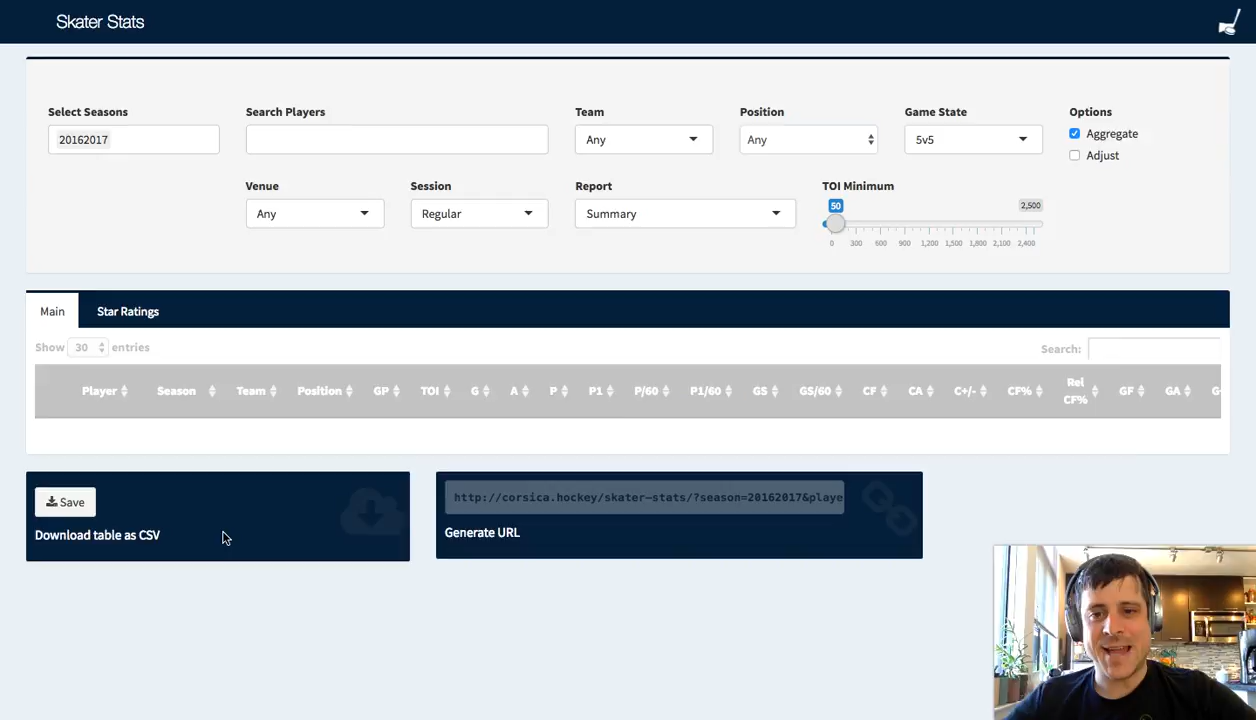 Skater Stats
Select Seasons
Search Players
Team
Position
Game State
Options
20162017
Any
Any
5v5
Aggregate
Adjust
Venue
Session
Report
TOI Minimum
Any
Regular
Summary
50
2,500
0 300 600 900 1,200 1,500 1,800 2,100 2,400
Main
Star Ratings
Show 30 entries
Search:
Player Season Team Position GP TOI G A P P1 P/60 P1/60 GS GS/60 CF CA C+/- CF% Rel CF% GF GA G
Save
Download table as CSV
http://corsica.hockey/skater-stats/?season=20162017&playe
Generate URL